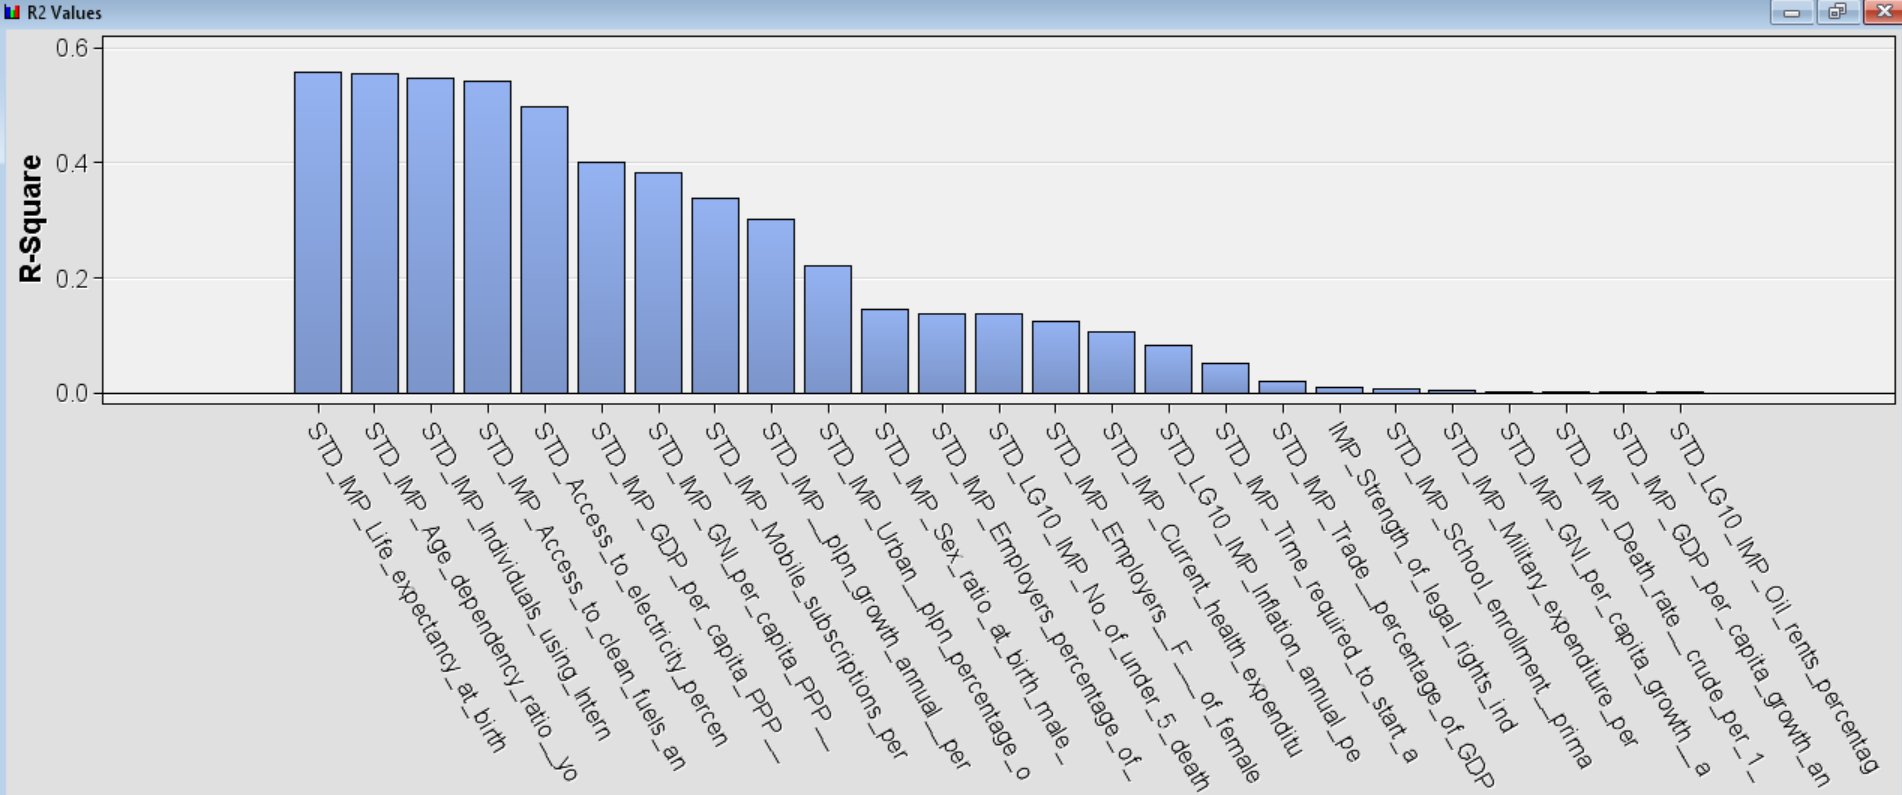 R2 Values
R-Square
0.6
0.4
0.2
0.0
STD_IMP_Life_expectancy_at_birth
STD_IMP_Age_dependency_ratio__yo
STD_IMP_Individuals_using_Intern
STD_IMP_Access_to_clean_fuels_an
STD_Access_to_electricity_percen
STD_IMP_GDP_per_capita_PPP__
STD_IMP_GNI_per_capita_PPP__
STD_IMP_Mobile_subscriptions_per
STD_IMP__plpn_growth_annual__per
STD_IMP_Urban__plpn_percentage_o
STD_IMP_Sex_ratio_at_birth_male_
STD_IMP_Employers_percentage_of_
STD_LG10_IMP_No_of_under_5_death
STD_IMP_Employers__F___of_female
STD_IMP_Current_health_expenditu
STD_LG10_IMP_Inflation_annual_pe
STD_IMP_Time_required_to_start_a
STD_IMP_Trade__percentage_of_GDP
IMP_Strength_of_legal_rights_ind
STD_IMP_School_enrollment__prima
STD_IMP_Military_expenditure_per
STD_IMP_GNI_per_capita_growth__a
STD_IMP_Death_rate__crude_per_1_
STD_IMP_GDP_per_capita_growth_an
STD_LG10_IMP_Oil_rents_percentag